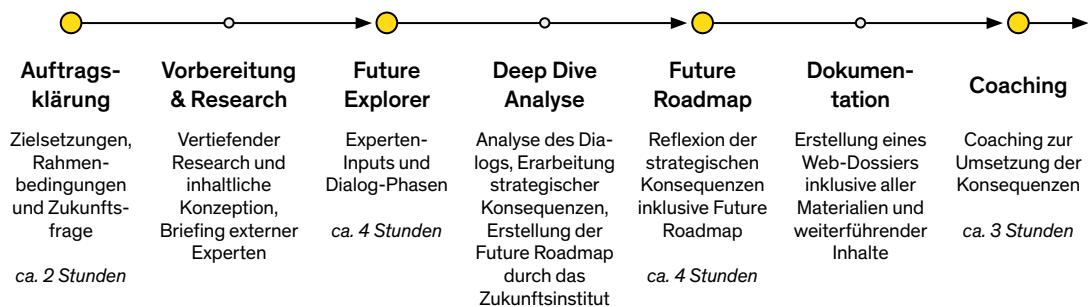 Auftrags-
klärung
Zielsetzungen,
Rahmen-
bedingungen
und Zukunfts-
frage
ca. 2 Stunden
Vorbereitung
& Research
Vertiefender
Research und
inhaltliche
Konzeption,
Briefing externer
Experten
Future
Explorer
Experten-
Inputs und
Dialog-Phasen
ca. 4 Stunden
Deep Dive
Analyse
Analyse des Dia-
logs, Erarbeitung
strategischer
Konsequenzen,
Erstellung der
Future Roadmap
durch das
Zukunftsinstitut
Future
Roadmap
Reflexion der
strategischen
Konsequenzen
inklusive Future
Roadmap
ca. 4 Stunden
Dokumen-
tation
Erstellung eines
Web-Dossiers
inklusive aller
Materialien und
weiterführender
Inhalte
Coaching
Coaching zur
Umsetzung der
Konsequenzen
ca. 3 Stunden